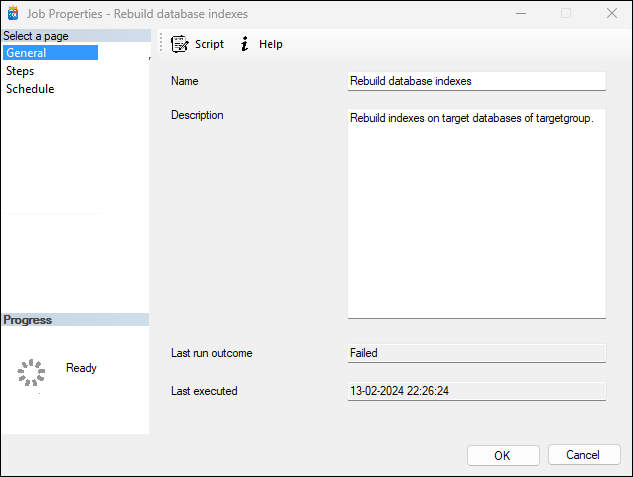 Job Properties - Rebuild database indexes
Select a page
General
Steps
Schedule
Script
Help
Name
Rebuild database indexes
Description
Rebuild indexes on target databases of targetgroup.
Progress
Ready
Last run outcome
Failed
Last executed
13-02-2024 22:26:24
OK
Cancel